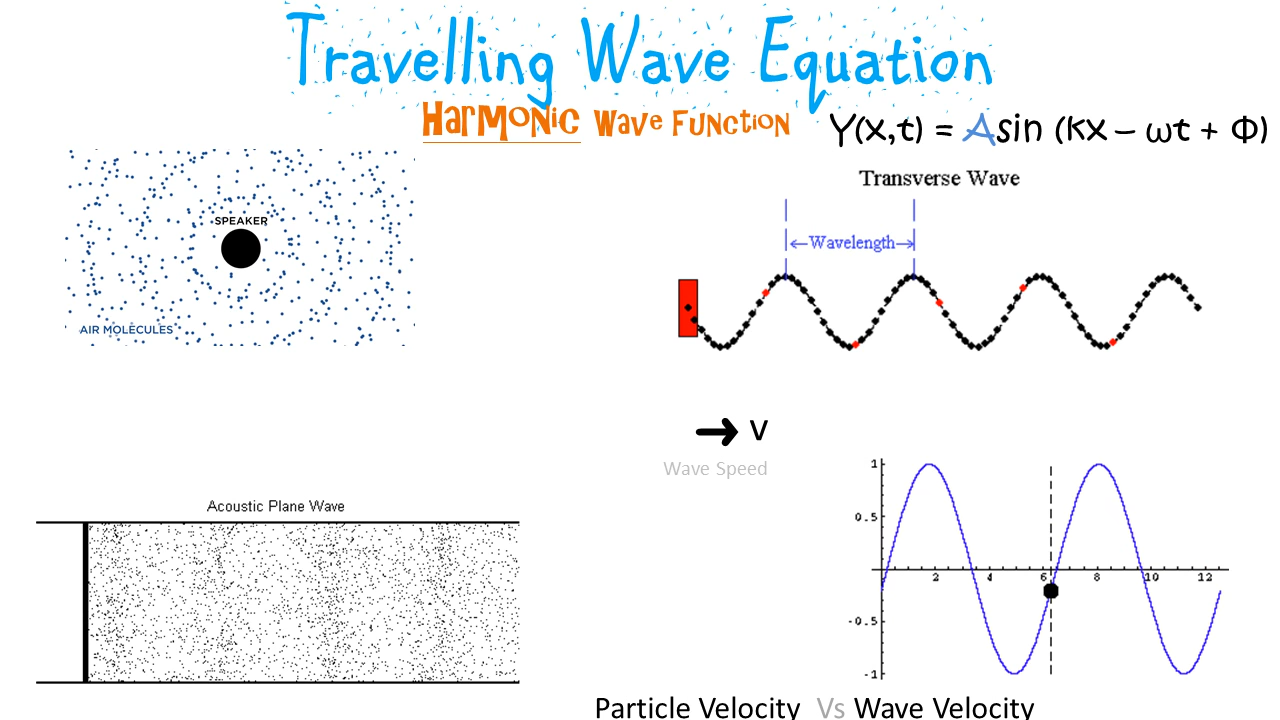 Travelling Wave Equation
Harmonic Wave Function
Y(x,t) = Asin (kx – ωt + Φ)
Transverse Wave
Wavelength
SPEAKER
AIR MOLECULES
v
Wave Speed
Acoustic Plane Wave
1
0.5
-0.5
-1
2 4 6 8 10 12
Particle Velocity Vs Wave Velocity